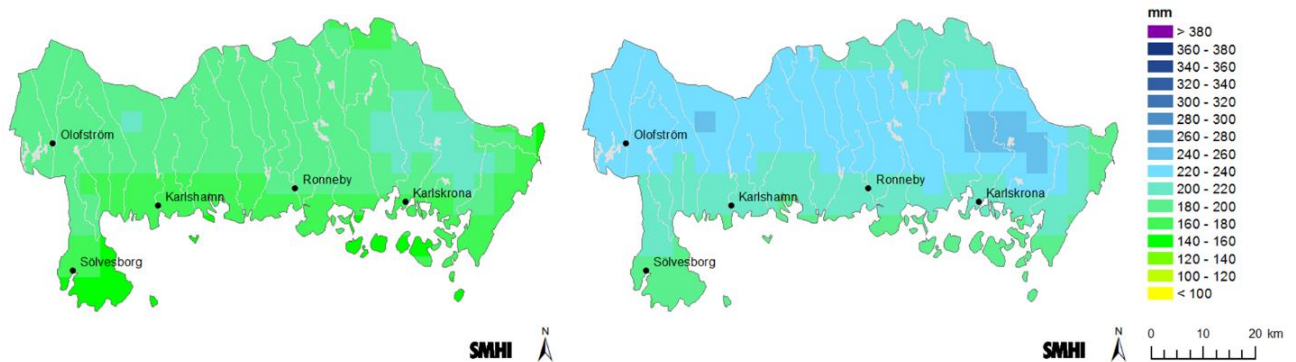 Olofström
Karlshamn
Ronneby
Karlskrona
Sölvesborg
SMHI
N
Olofström
Karlshamn
Ronneby
Karlskrona
Sölvesborg
SMHI
N
mm
> 380
360 - 380
340 - 360
320 - 340
300 - 320
280 - 300
260 - 280
240 - 260
220 - 240
200 - 220
180 - 200
160 - 180
140 - 160
120 - 140
100 - 120
< 100
0 10 20 km